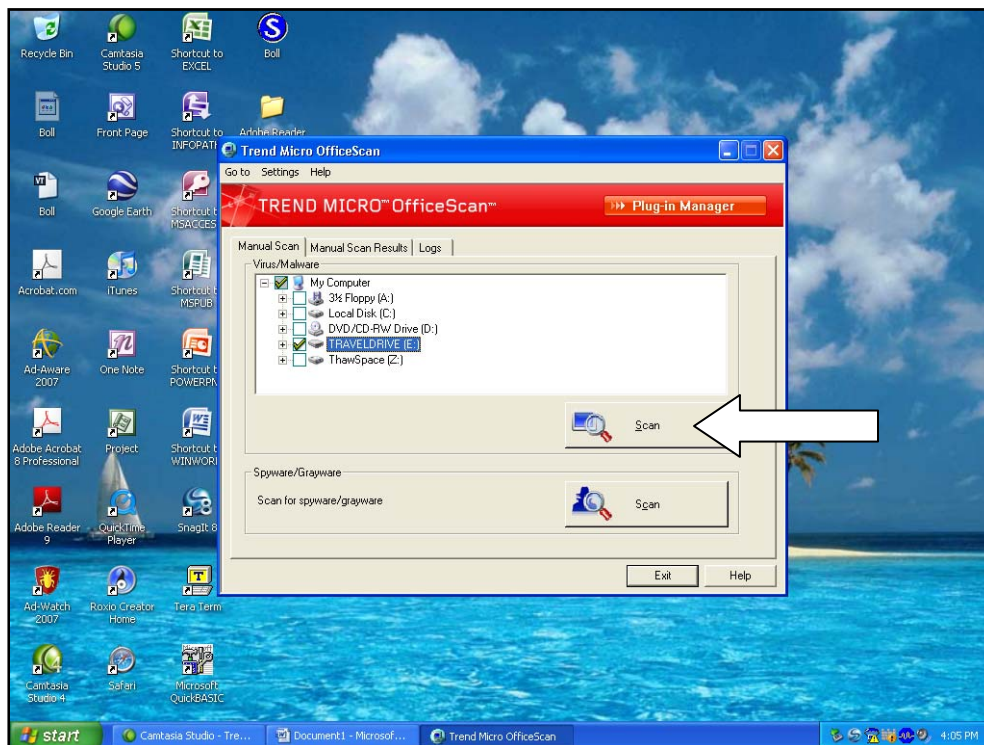 Recycle Bin
Camtasia
Studio 5
Shortcut to
EXCEL
Boll
Boll
Front Page
Shortcut to
INFOPATH
Adobe Reader
Boll
Google Earth
Shortcut t
MSACCES
Acrobat.com
iTunes
Shortcut t
MSPUB
Ad-Aware
2007
One Note
Shortcut t
POWERPN
Adobe Acrobat
8 Professional
Project
Shortcut t
WINWOR
Adobe Reader
9
QuickTime
Player
SnagIt 8
Ad-Watch
2007
Roxio Creator
Home
Tera Term
Camtasia
Studio 4
Safari
Microsoft
QuickBASIC
Trend Micro OfficeScan
Go to Settings Help
TREND MICRO™ OfficeScan™
Plug-in Manager
Manual Scan Manual Scan Results Logs
Virus/Malware
My Computer
3½ Floppy (A:)
Local Disk (C:)
DVD/CD-RW Drive (D:)
TRAVELDRIVE (E:)
ThawSpace (Z:)
Scan
Spyware/Grayware
Scan for spyware/grayware
Scan
Exit Help
start Camtasia Studio - Tre... Document1 - Microsof... Trend Micro OfficeScan 4:05 PM